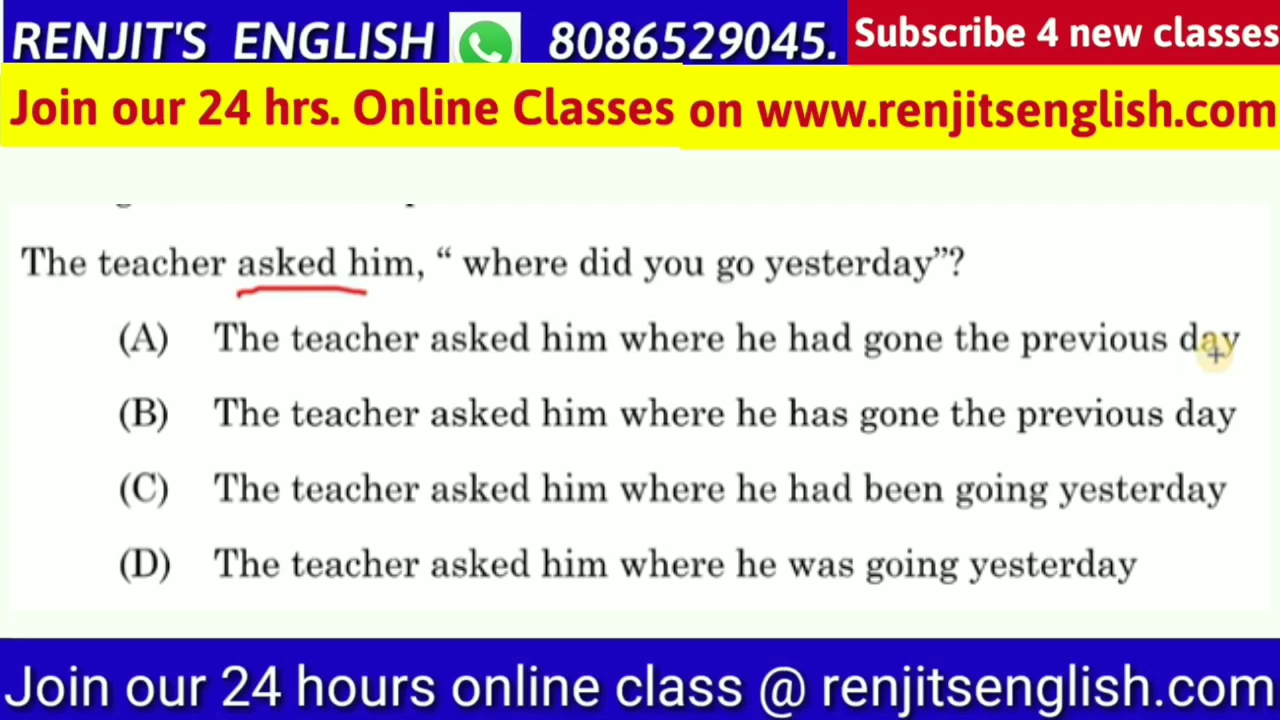 RENJIT'S ENGLISH 8086529045. Subscribe 4 new classes
Join our 24 hrs. Online Classes on www.renjitsenglish.com
The teacher asked him, “ where did you go yesterday”?
(A) The teacher asked him where he had gone the previous day
(B) The teacher asked him where he has gone the previous day
(C) The teacher asked him where he had been going yesterday
(D) The teacher asked him where he was going yesterday
Join our 24 hours online class @ renjitsenglish.com